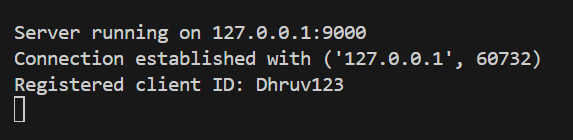 Server running on 127.0.0.1:9000
Connection established with ('127.0.0.1', 60732)
Registered client ID: Dhruv123